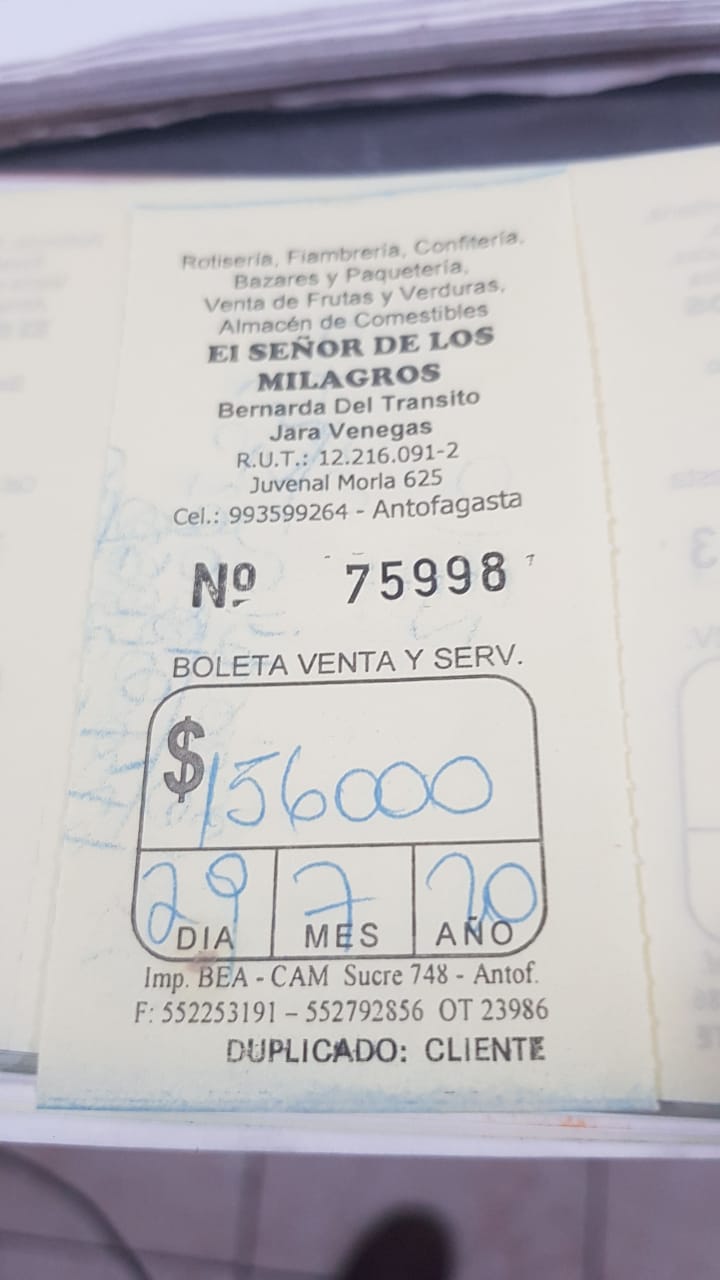 Rotisería, Fiambrería, Confitería,
Bazares y Paquetería,
Venta de Frutas y Verduras,
Almacén de Comestibles
El SEÑOR DE LOS
MILAGROS
Bernarda Del Transito
Jara Venegas
R.U.T.: 12.216.091-2
Juvenal Morla 625
Cel.: 993599264 - Antofagasta
Nº 75998
BOLETA VENTA Y SERV.
$156000
29 7 20
DIA MES AÑO
Imp. BEA - CAM Sucre 748 - Antof.
F: 552253191 – 552792856 OT 23986
DUPLICADO: CLIENTE